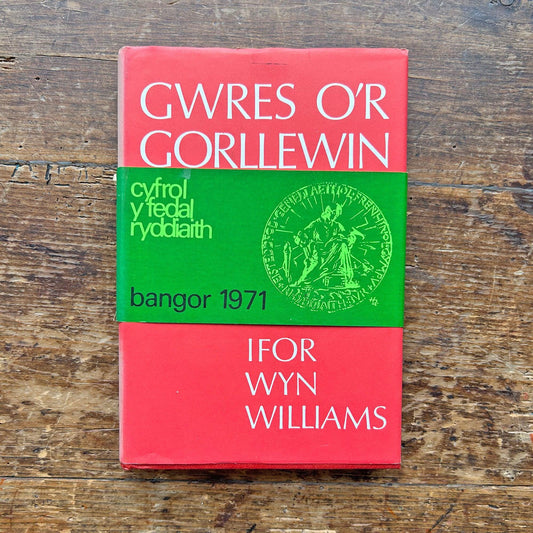 GWRES O'R
GORLLEWIN
cyfrol
y fedal
ryddiaith
bangor 1971
IFOR
WYN
WILLIAMS